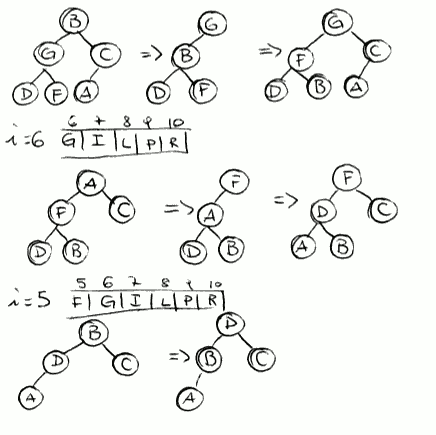 B => G => G
G C B F C
D F A D F D B A
6 7 8 9 10
i=6 G I L P R
A => F => F
F C A D C
D B D B A B
5 6 7 8 9 10
i=5 F G I L P R
B => D
D C B C
A A